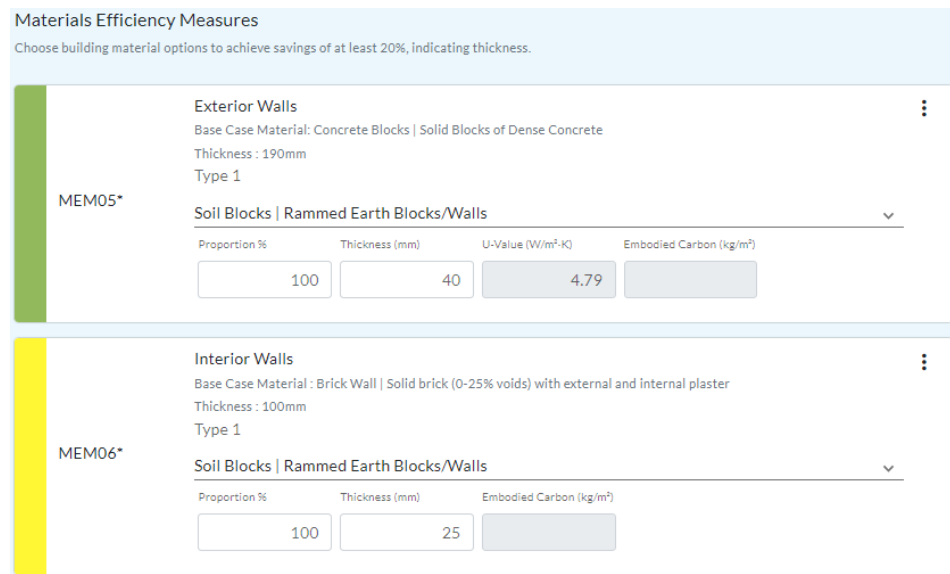 Materials Efficiency Measures
Choose building material options to achieve savings of at least 20%, indicating thickness.
Exterior Walls
Base Case Material: Concrete Blocks | Solid Blocks of Dense Concrete
Thickness : 190mm
Type 1
MEM05*
Soil Blocks | Rammed Earth Blocks/Walls
Proportion % Thickness (mm) U-Value (W/m²·K) Embodied Carbon (kg/m²)
100 40 4.79
Interior Walls
Base Case Material : Brick Wall | Solid brick (0-25% voids) with external and internal plaster
Thickness : 100mm
Type 1
MEM06*
Soil Blocks | Rammed Earth Blocks/Walls
Proportion % Thickness (mm) Embodied Carbon (kg/m²)
100 25